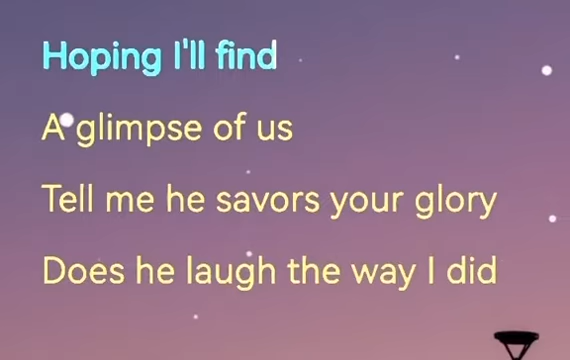 Hoping I'll find
A glimpse of us
Tell me he savors your glory
Does he laugh the way I did